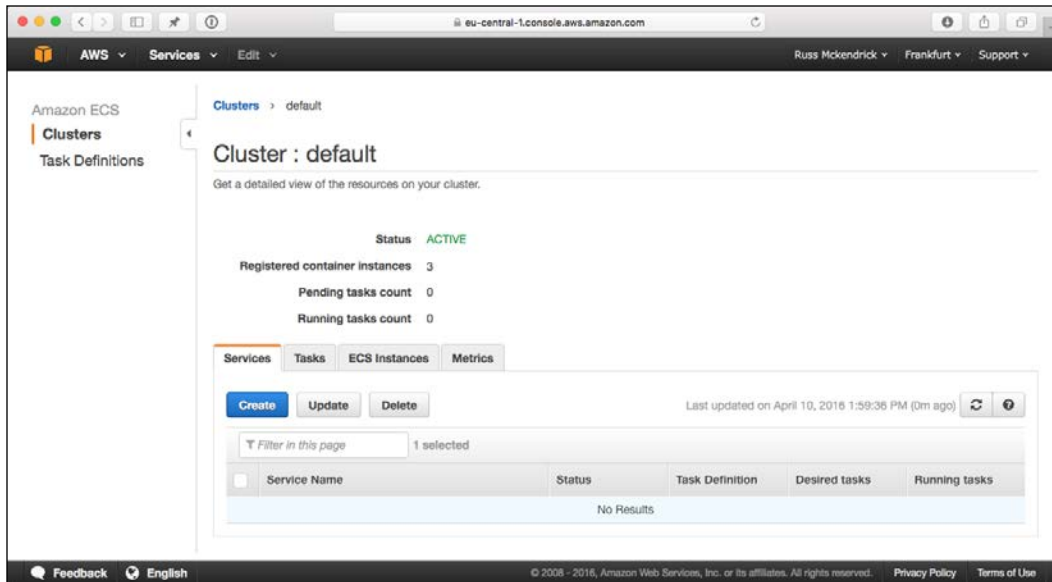 eu-central-1.console.aws.amazon.com
AWS Services Edit Russ Mckendrick Frankfurt Support
Amazon ECS
Clusters
Task Definitions
Clusters > default
Cluster : default
Get a detailed view of the resources on your cluster.
Status ACTIVE
Registered container instances 3
Pending tasks count 0
Running tasks count 0
Services Tasks ECS Instances Metrics
Create Update Delete Last updated on April 10, 2016 1:59:36 PM (0m ago)
Filter in this page 1 selected
Service Name Status Task Definition Desired tasks Running tasks
No Results
Feedback English © 2008 - 2016, Amazon Web Services, Inc. or its affiliates. All rights reserved. Privacy Policy Terms of Use